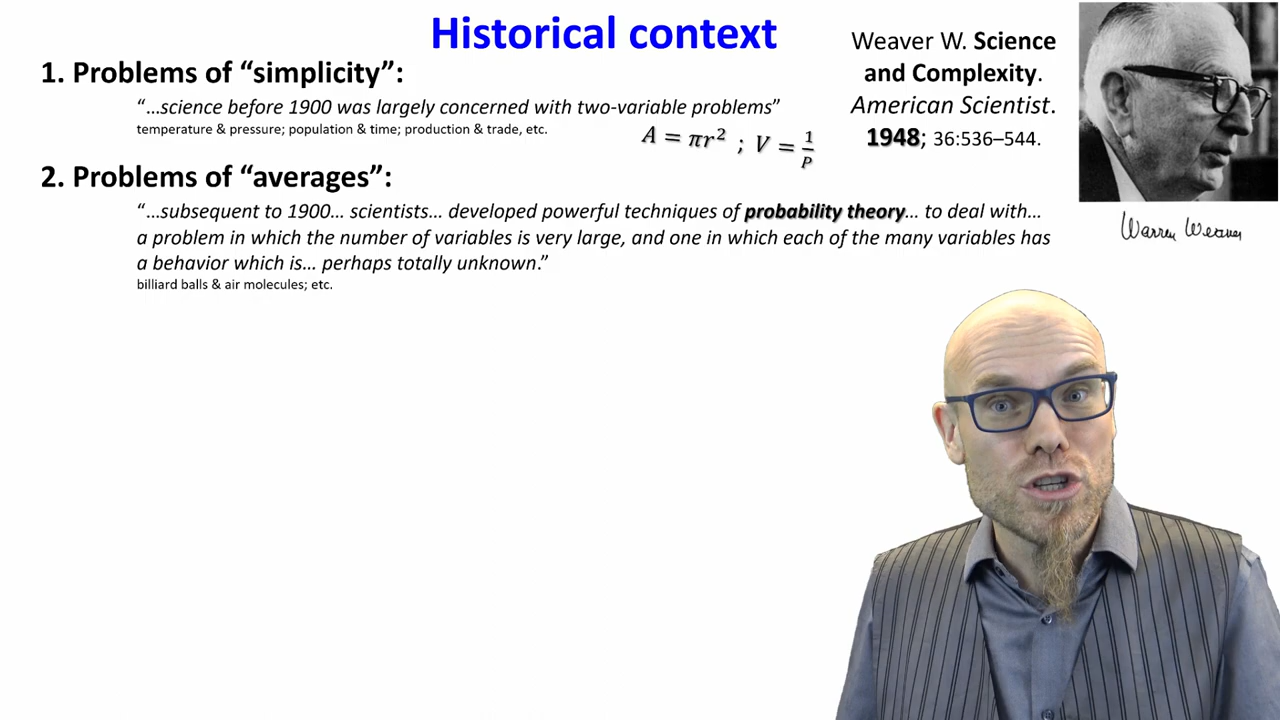 Historical context
1. Problems of “simplicity”:
“…science before 1900 was largely concerned with two-variable problems”
temperature & pressure; population & time; production & trade, etc.
A = πr² ; V = 1/P
2. Problems of “averages”:
“…subsequent to 1900… scientists… developed powerful techniques of probability theory… to deal with…
a problem in which the number of variables is very large, and one in which each of the many variables has
a behavior which is… perhaps totally unknown.”
billiard balls & air molecules; etc.
Weaver W. Science
and Complexity.
American Scientist.
1948; 36:536–544.
Warren Weaver